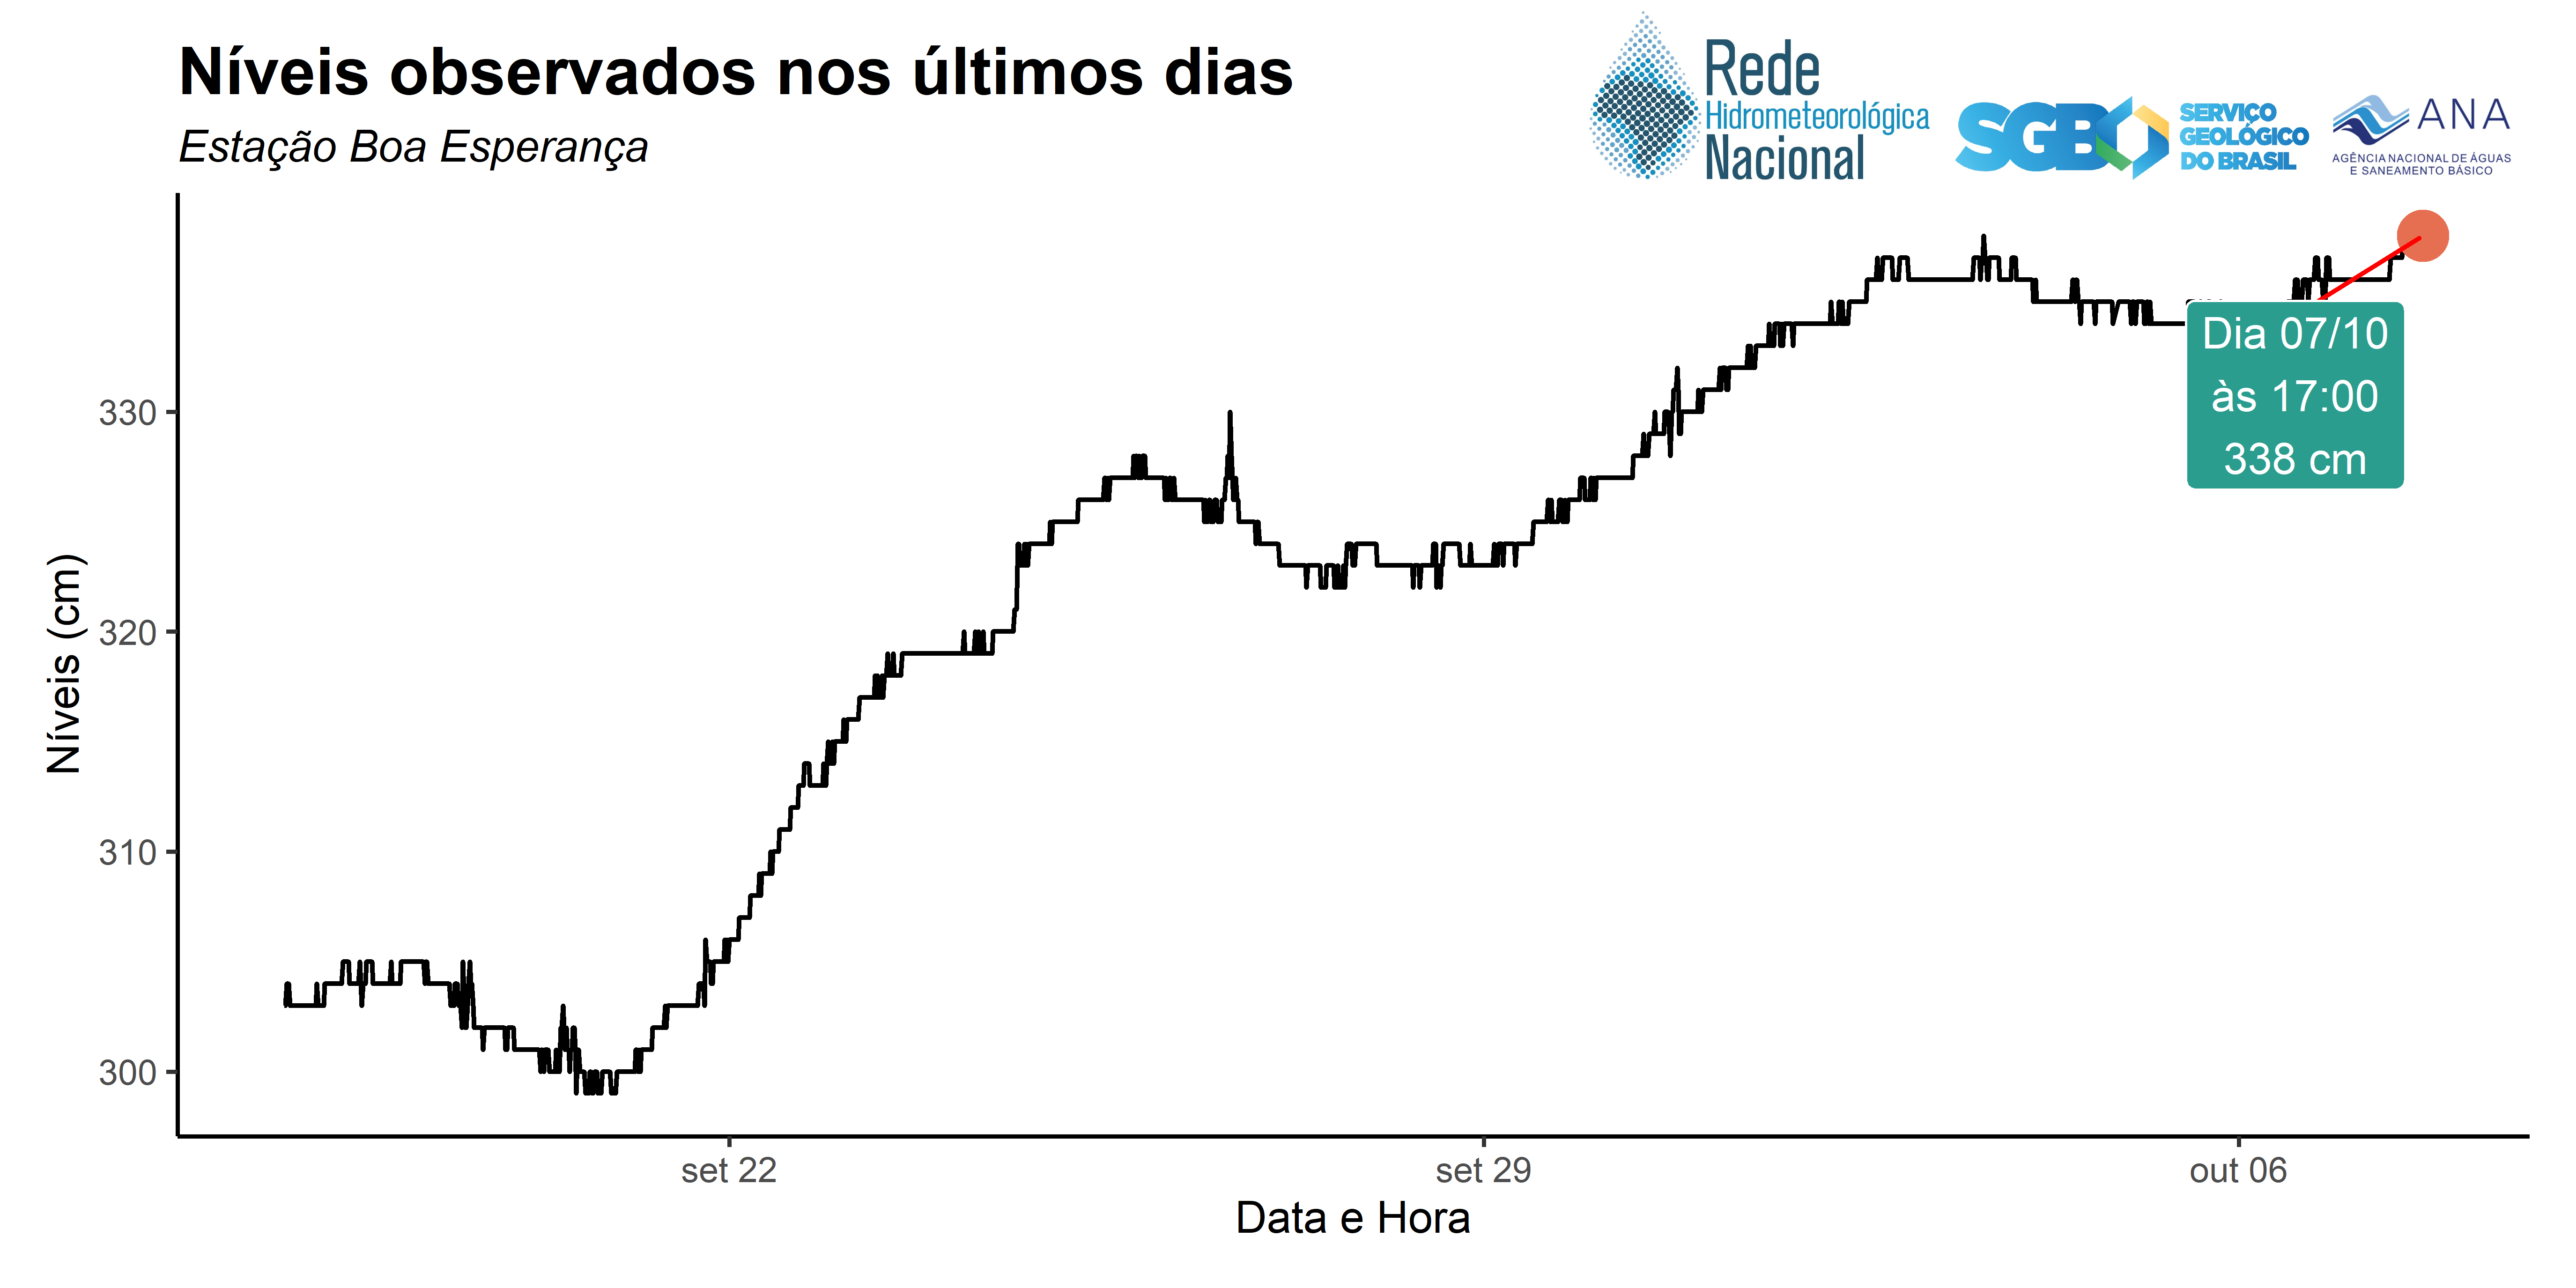 Níveis observados nos últimos dias
Estação Boa Esperança
Rede
Hidrometeorológica
Nacional
SGB
SERVIÇO
GEOLÓGICO
DO BRASIL
ANA
AGÊNCIA NACIONAL DE ÁGUAS
E SANEAMENTO BÁSICO
Níveis (cm)
330
320
310
300
Dia 07/10
às 17:00
338 cm
set 22
set 29
out 06
Data e Hora